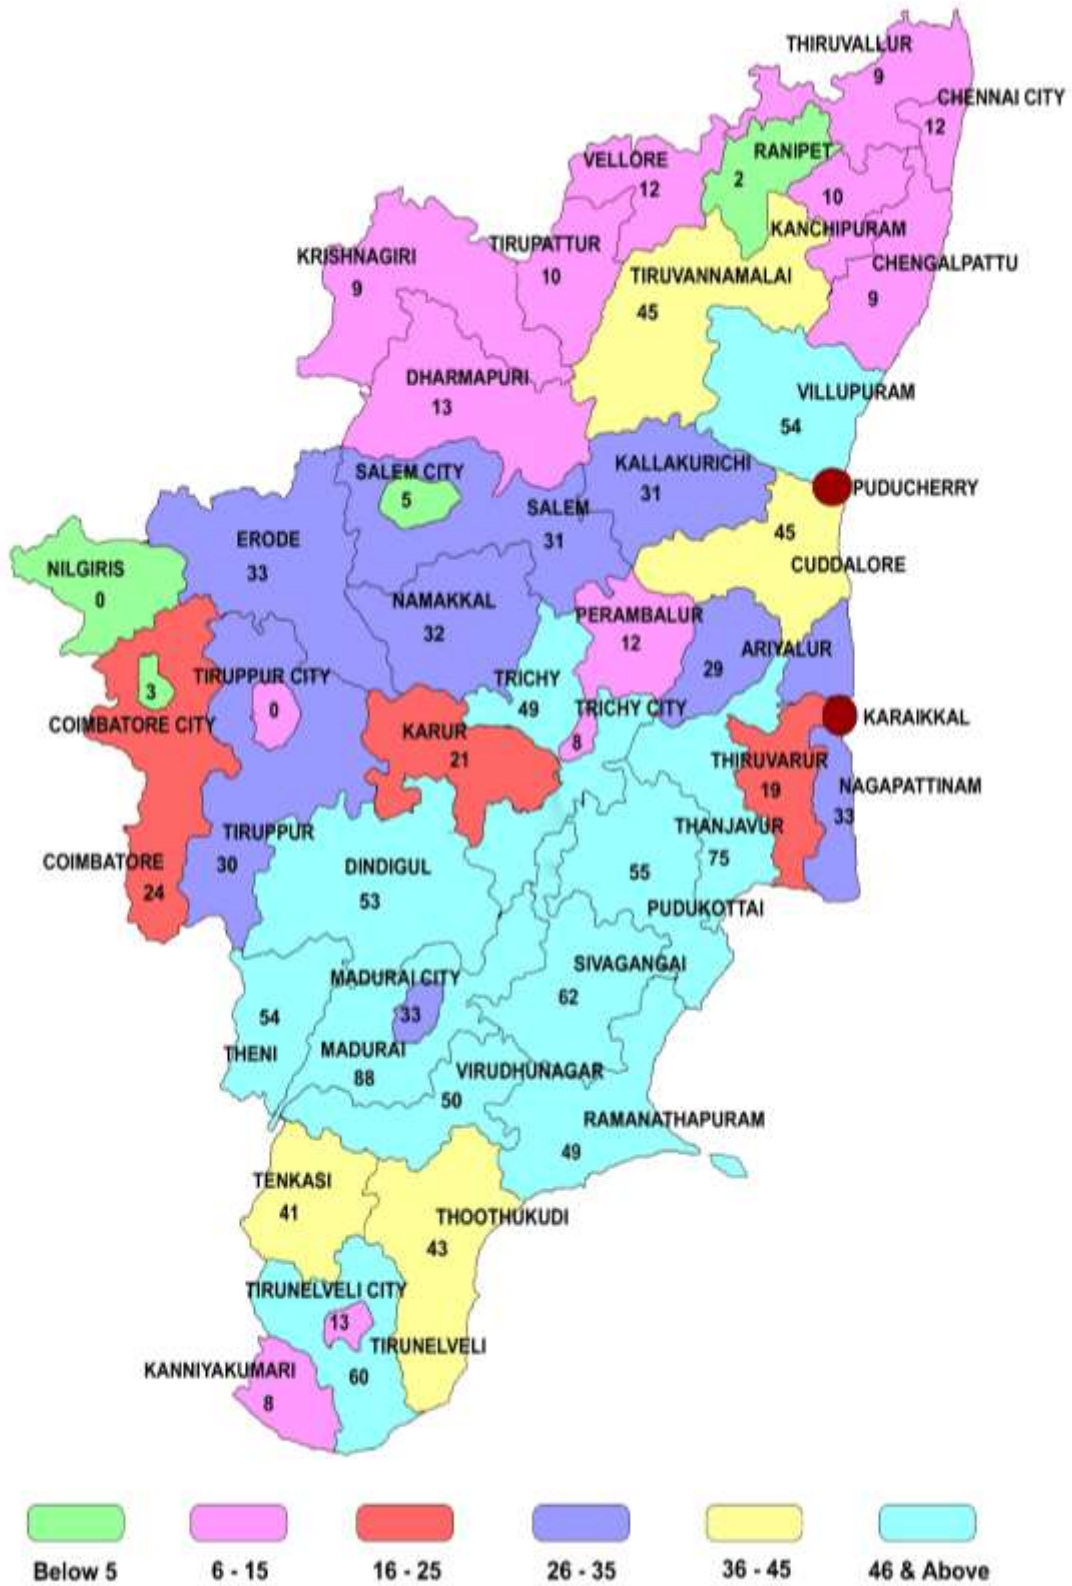 THIRUVALLUR
9
CHENNAI CITY
12
RANIPET
2
VELLORE
12
10
KANCHIPURAM
TIRUPATTUR
10
KRISHNAGIRI
9
CHENGALPATTU
9
TIRUVANNAMALAI
45
DHARMAPURI
13
VILLUPURAM
54
KALLAKURICHI
31
SALEM CITY
5
PUDUCHERRY
SALEM
31
45
CUDDALORE
ERODE
33
NILGIRIS
0
NAMAKKAL
32
PERAMBALUR
12
ARIYALUR
29
TRICHY
49
TIRUPPUR CITY
0
3
COIMBATORE CITY
TRICHY CITY
8
KARAIKKAL
KARUR
21
THIRUVARUR
19
NAGAPATTINAM
33
THANJAVUR
75
TIRUPPUR
30
COIMBATORE
24
DINDIGUL
53
55
PUDUKOTTAI
SIVAGANGAI
62
MADURAI CITY
33
54
THENI
MADURAI
88
VIRUDHUNAGAR
50
RAMANATHAPURAM
49
TENKASI
41
THOOTHUKUDI
43
TIRUNELVELI CITY
13
TIRUNELVELI
60
KANNIYAKUMARI
8
Below 5
6 - 15
16 - 25
26 - 35
36 - 45
46 & Above